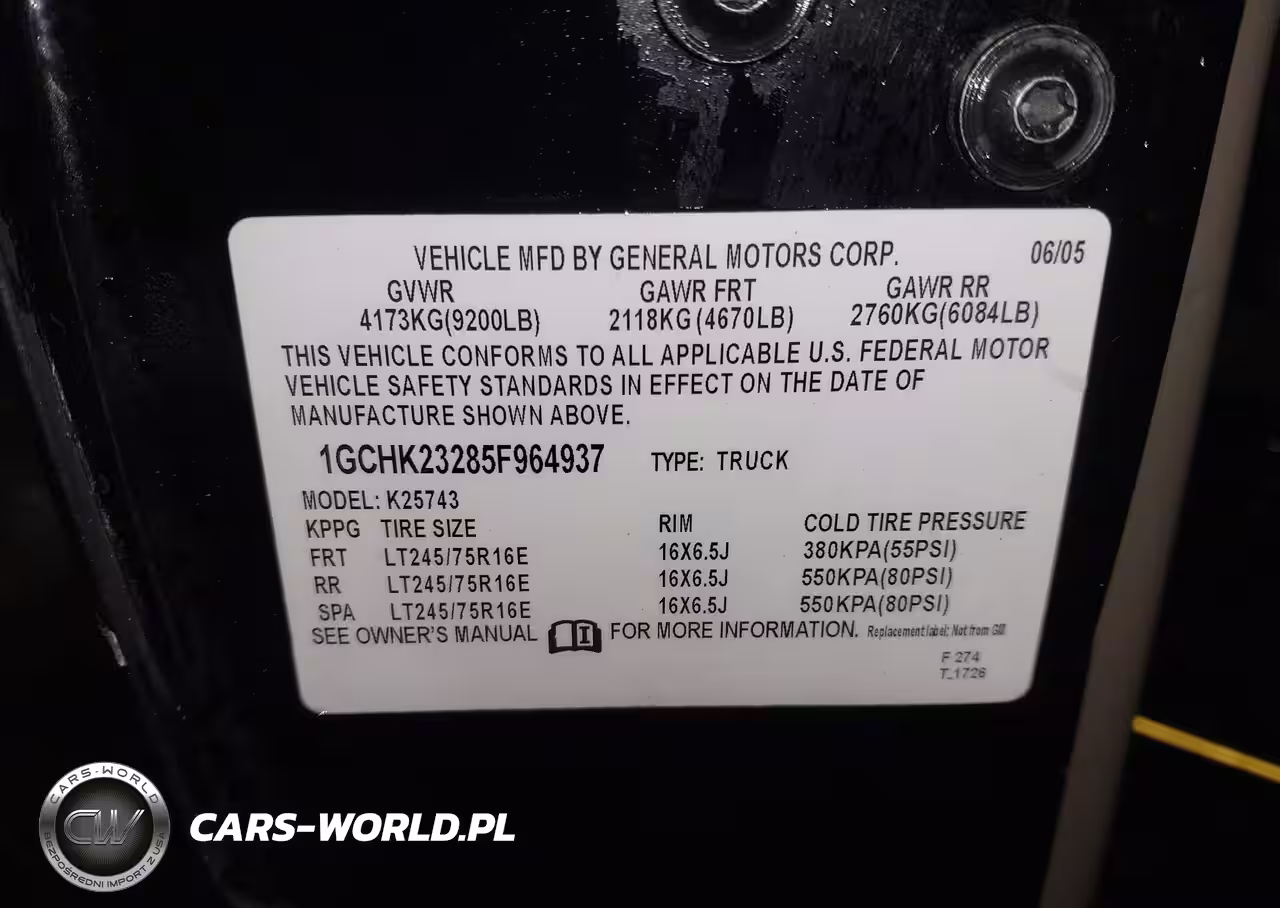 VEHICLE MFD BY GENERAL MOTORS CORP. 06/05
GVWR GAWR FRT GAWR RR
4173KG(9200LB) 2118KG(4670LB) 2760KG(6084LB)
THIS VEHICLE CONFORMS TO ALL APPLICABLE U.S. FEDERAL MOTOR
VEHICLE SAFETY STANDARDS IN EFFECT ON THE DATE OF
MANUFACTURE SHOWN ABOVE.
1GCHK23285F964937 TYPE: TRUCK
MODEL: K25743
KPPG TIRE SIZE RIM COLD TIRE PRESSURE
FRT LT245/75R16E 16X6.5J 380KPA(55PSI)
RR LT245/75R16E 16X6.5J 550KPA(80PSI)
SPA LT245/75R16E 16X6.5J 550KPA(80PSI)
SEE OWNER'S MANUAL FOR MORE INFORMATION. Replacement label: Not from GM
F 274
T_1726
CARS-WORLD
CW
BEZPOŚREDNI IMPORT Z USA
CARS-WORLD.PL